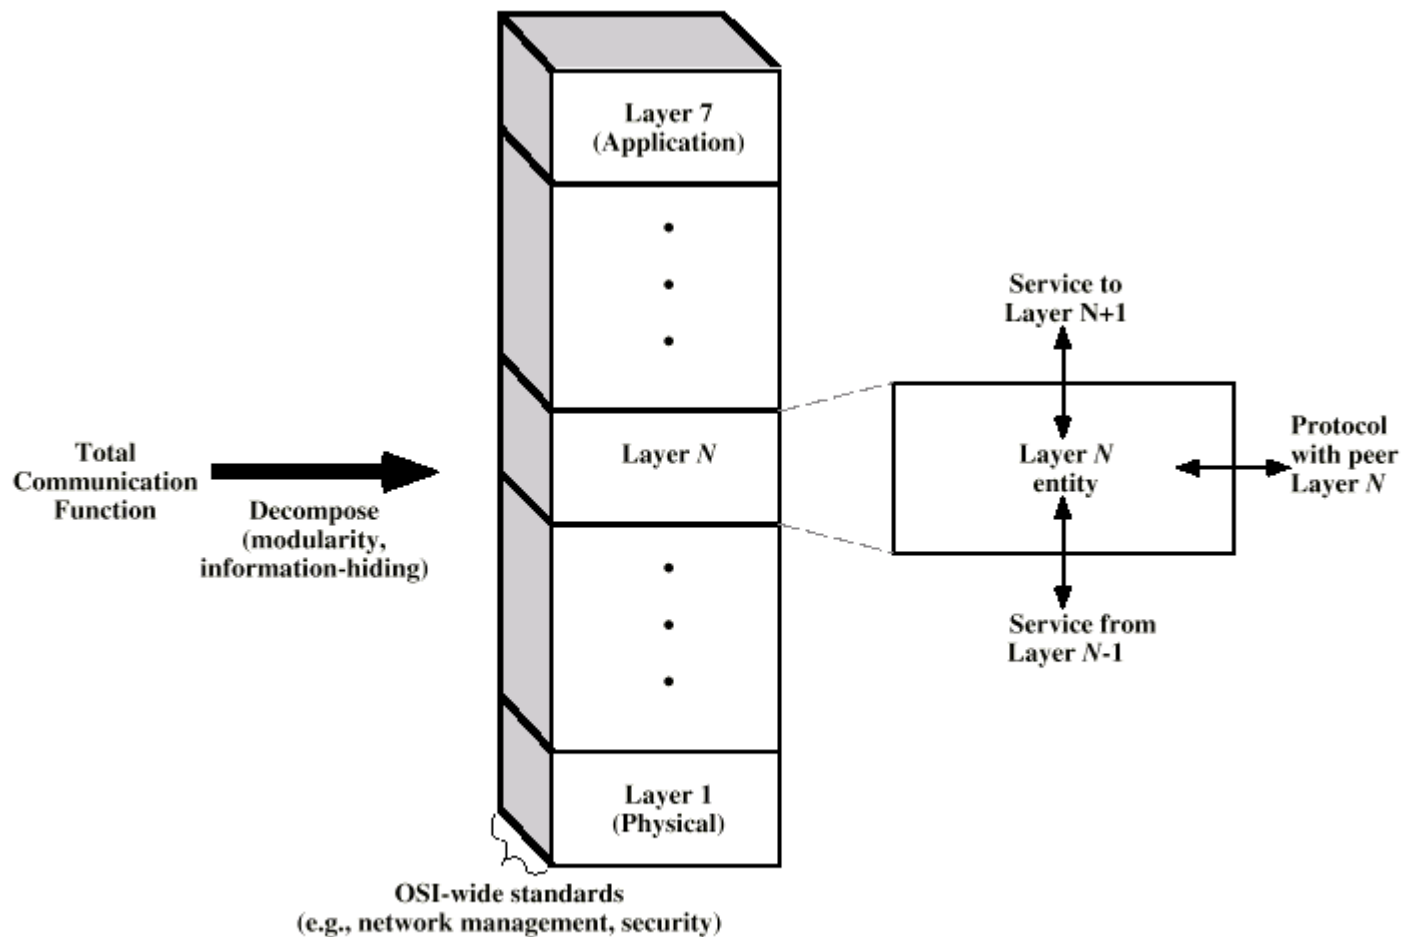 Layer 7
(Application)
Service to
Layer N+1
Total
Communication
Function
Decompose
(modularity,
information-hiding)
Layer N
Layer N
entity
Protocol
with peer
Layer N
Service from
Layer N-1
Layer 1
(Physical)
OSI-wide standards
(e.g., network management, security)